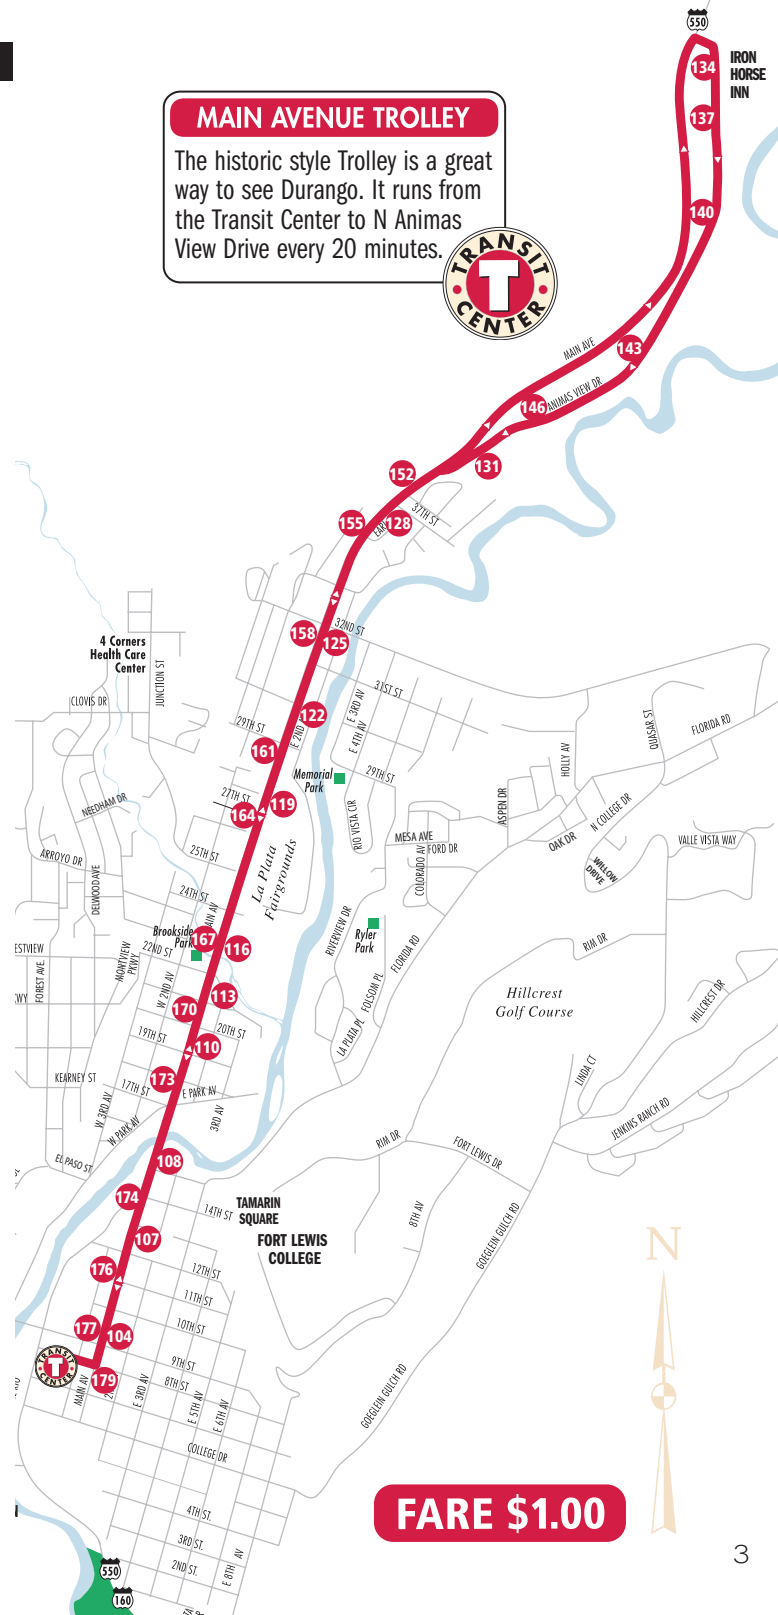 550
IRON
HORSE
INN
134
MAIN AVENUE TROLLEY
The historic style Trolley is a great
way to see Durango. It runs from
the Transit Center to N Animas
View Drive every 20 minutes.
TRANSIT
T
CENTER
137
140
143
MAIN AVE
146
ANIMAS VIEW DR
131
152
155
128
37TH ST
158
32ND ST
125
4 Corners
Health Care
Center
JUNCTION ST
CLOVIS DR
31ST ST
E 3RD AV
122
E 2ND
29TH ST
E 4TH AV
161
QUASAR ST
FLORIDA RD
HOLLY AV
Memorial
Park
29TH ST
27TH ST
119
164
NEEDHAM DR
RIO VISTA CIR
ASPEN DR
N COLLEGE DR
MESA AVE
FORD DR
OAK DR
VALLE VISTA WAY
25TH ST
ARROYO DR
La Plata
Fairgrounds
COLORADO AV
WILLOW
DRIVE
DELWOOD AVE
24TH ST
AIN AV
Brookside
Park
167
116
22ND ST
ESTVIEW
MONTVIEW
PKWY
RIVERVIEW DR
Ryler
Park
FLORIDA RD
RIM DR
FOREST AVE.
WY
W 2ND AV
113
170
FOLSOM PL
Hillcrest
Golf Course
HILLCREST DR
20TH ST
19TH ST
110
LA PLATA PL
KEARNEY ST
173
17TH ST
E PARK AV
LINDA CT
W 3RD AV
3RD AV
W PARK AV
JENKINS RANCH RD
EL PASO ST
108
RIM DR
FORT LEWIS DR
174
14TH ST
TAMARIN
SQUARE
8TH AV
GOEGLEIN GULCH RD
107
FORT LEWIS
COLLEGE
N
176
12TH ST
11TH ST
177
104
10TH ST
TRANSIT
T
CENTER
9TH ST
179
8TH ST
MAIN AV
E 3RD AV
E 5TH AV
E 6TH AV
GOEGLEIN GULCH RD
COLLEGE DR
FARE $1.00
4TH ST.
3RD ST.
2ND ST.
E 8TH AV
550
160
3